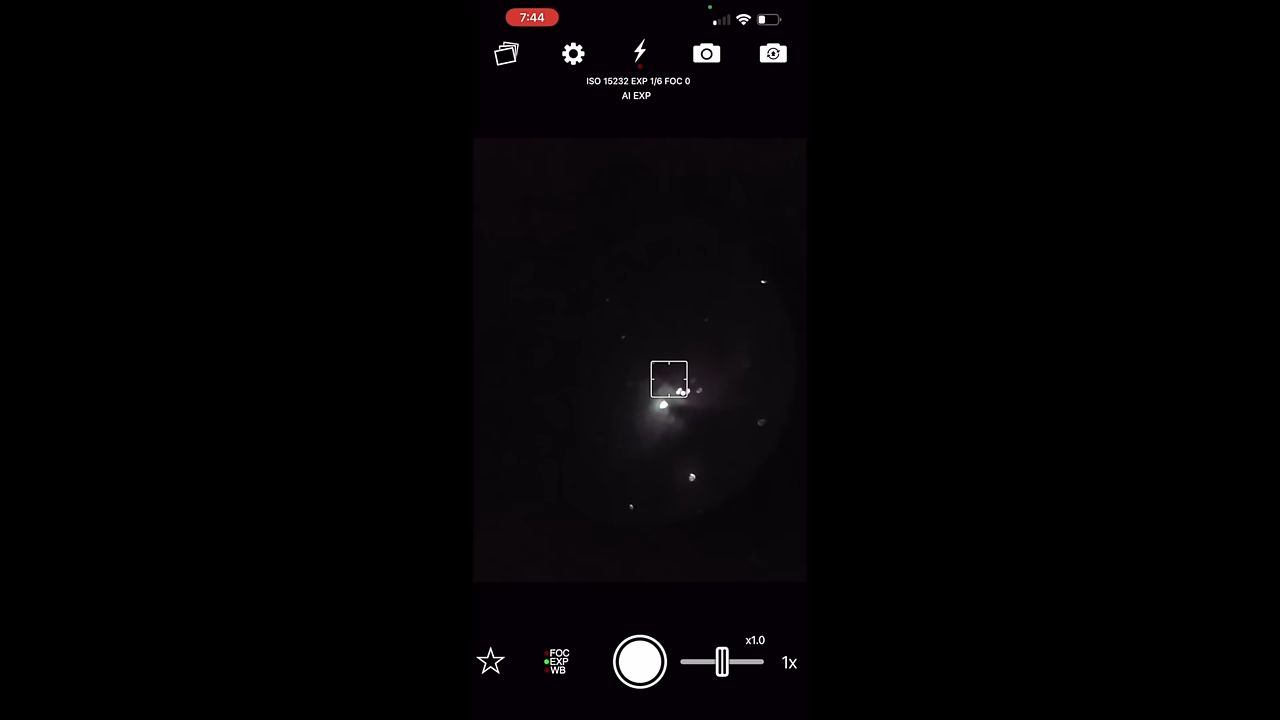 7:44
ISO 15232 EXP 1/6 FOC 0
AI EXP
x1.0
FOC
EXP
WB
1x